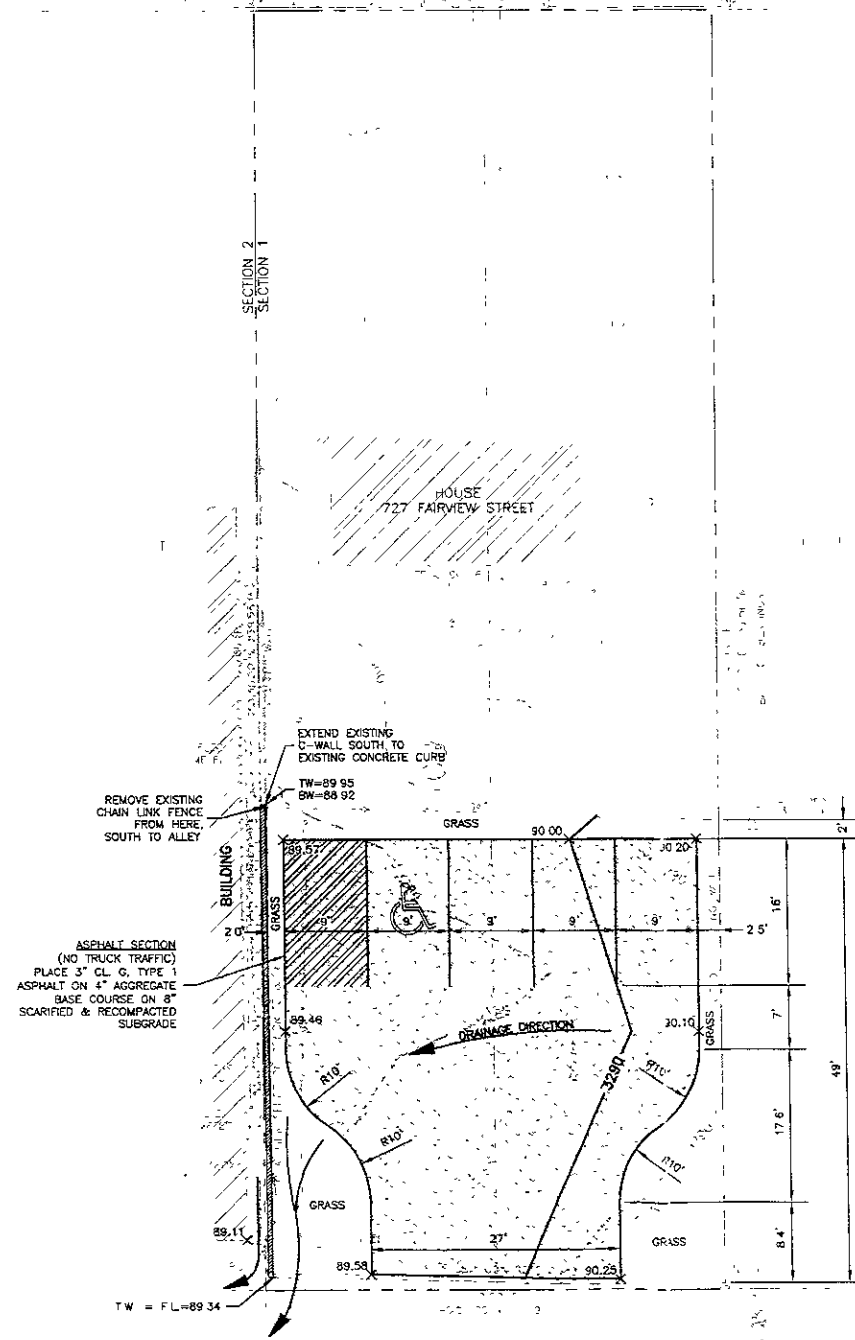 SECTION 2
SECTION 1
HOUSE
727 FAIRVIEW STREET
EXTEND EXISTING
C-WALL SOUTH TO
EXISTING CONCRETE CURB
TW=89 95
BW=88 92
REMOVE EXISTING
CHAIN LINK FENCE
FROM HERE,
SOUTH TO ALLEY
BUILDING
GRASS
GRASS
89.57
90 00
90 20
2'
16'
2 0'
9'
9'
9'
9'
9'
2 5'
ASPHALT SECTION
(NO TRUCK TRAFFIC)
PLACE 3" CL. G, TYPE 1
ASPHALT ON 4" AGGREGATE
BASE COURSE ON 8"
SCARIFIED & RECOMPACTED
SUBGRADE
89.46
DRAINAGE DIRECTION
90.10
GRASS
7'
49'
3290
R10'
R10'
R10'
R10'
17 6'
GRASS
GRASS
89.11
27'
8 4'
89.58
90.25
TW = FL=89 34